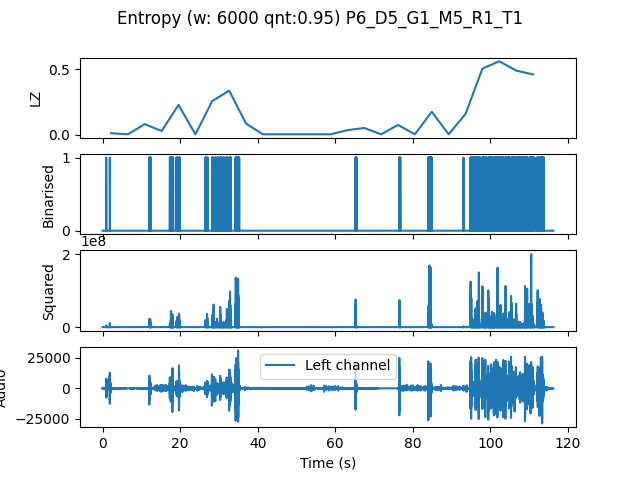 Entropy (w: 6000 qnt:0.95) P6_D5_G1_M5_R1_T1
LZ
0.5
0.0
Binarised
1
0
1e8
Squared
2
0
Audio
25000
0
−25000
Left channel
0 20 40 60 80 100 120
Time (s)